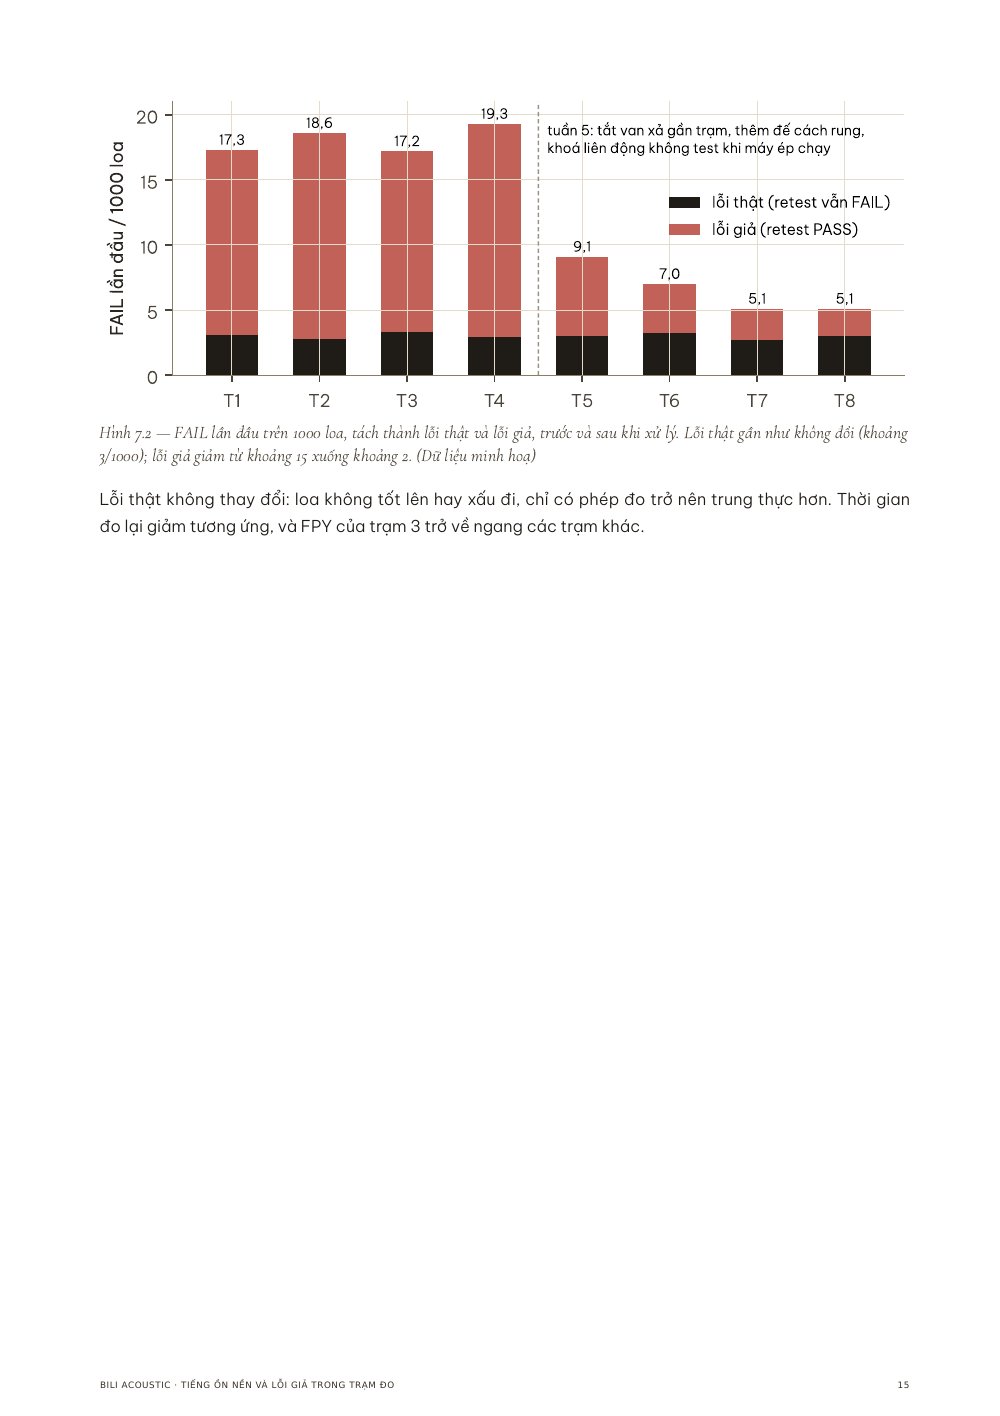 20
15
10
5
0
FAIL lần đầu / 1000 loa
17,3
18,6
17,2
19,3
9,1
7,0
5,1
5,1
tuần 5: tắt van xả gần trạm, thêm đế cách rung,
khoá liên động không test khi máy ép chạy
lỗi thật (retest vẫn FAIL)
lỗi giả (retest PASS)
T1 T2 T3 T4 T5 T6 T7 T8
Hình 7.2 — FAIL lần đầu trên 1000 loa, tách thành lỗi thật và lỗi giả, trước và sau khi xử lý. Lỗi thật gần như không đổi (khoảng
3/1000); lỗi giả giảm từ khoảng 15 xuống khoảng 2. (Dữ liệu minh hoạ)
Lỗi thật không thay đổi: loa không tốt lên hay xấu đi, chỉ có phép đo trở nên trung thực hơn. Thời gian
đo lại giảm tương ứng, và FPY của trạm 3 trở về ngang các trạm khác.
BILI ACOUSTIC · TIẾNG ỒN NỀN VÀ LỖI GIẢ TRONG TRẠM ĐO
15